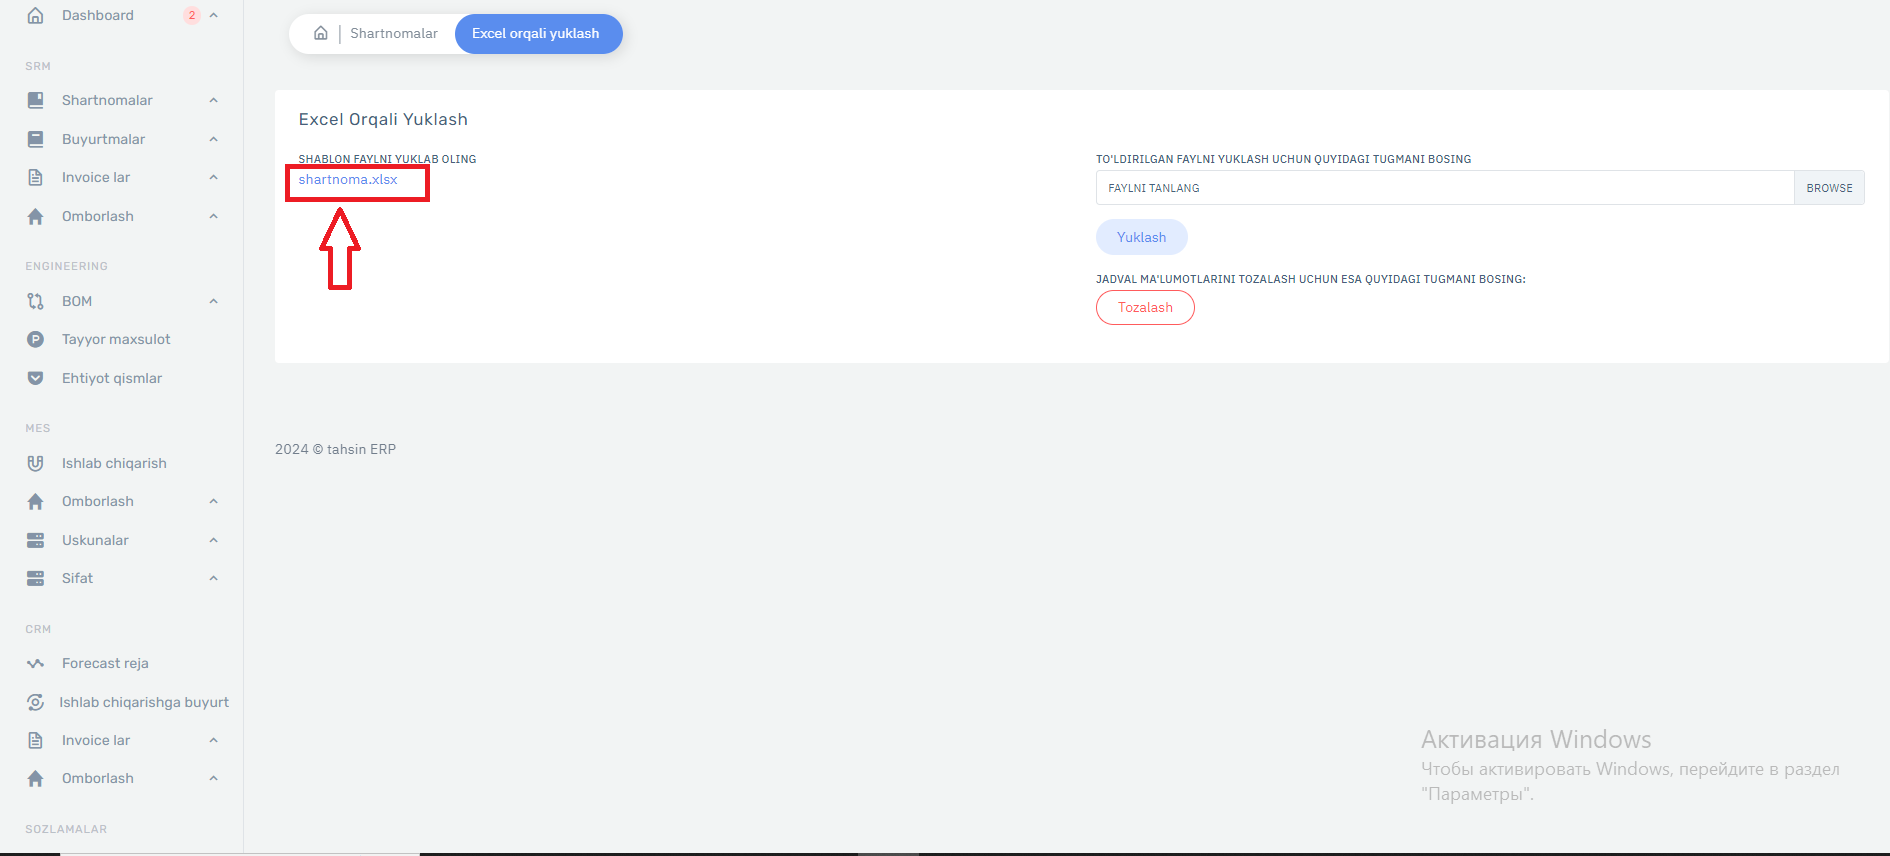 Dashboard 2
SRM
Shartnomalar
Buyurtmalar
Invoice lar
Omborlash
ENGINEERING
BOM
Tayyor maxsulot
Ehtiyot qismlar
MES
Ishlab chiqarish
Omborlash
Uskunalar
Sifat
CRM
Forecast reja
Ishlab chiqarishga buyurt
Invoice lar
Omborlash
SOZLAMALAR
Shartnomalar
Excel orqali yuklash
Excel Orqali Yuklash
SHABLON FAYLNI YUKLAB OLING
shartnoma.xlsx
TO'LDIRILGAN FAYLNI YUKLASH UCHUN QUYIDAGI TUGMANI BOSING
FAYLNI TANLANG
BROWSE
Yuklash
JADVAL MA'LUMOTLARINI TOZALASH UCHUN ESA QUYIDAGI TUGMANI BOSING:
Tozalash
2024 © tahsin ERP
Активация Windows
Чтобы активировать Windows, перейдите в раздел
"Параметры".